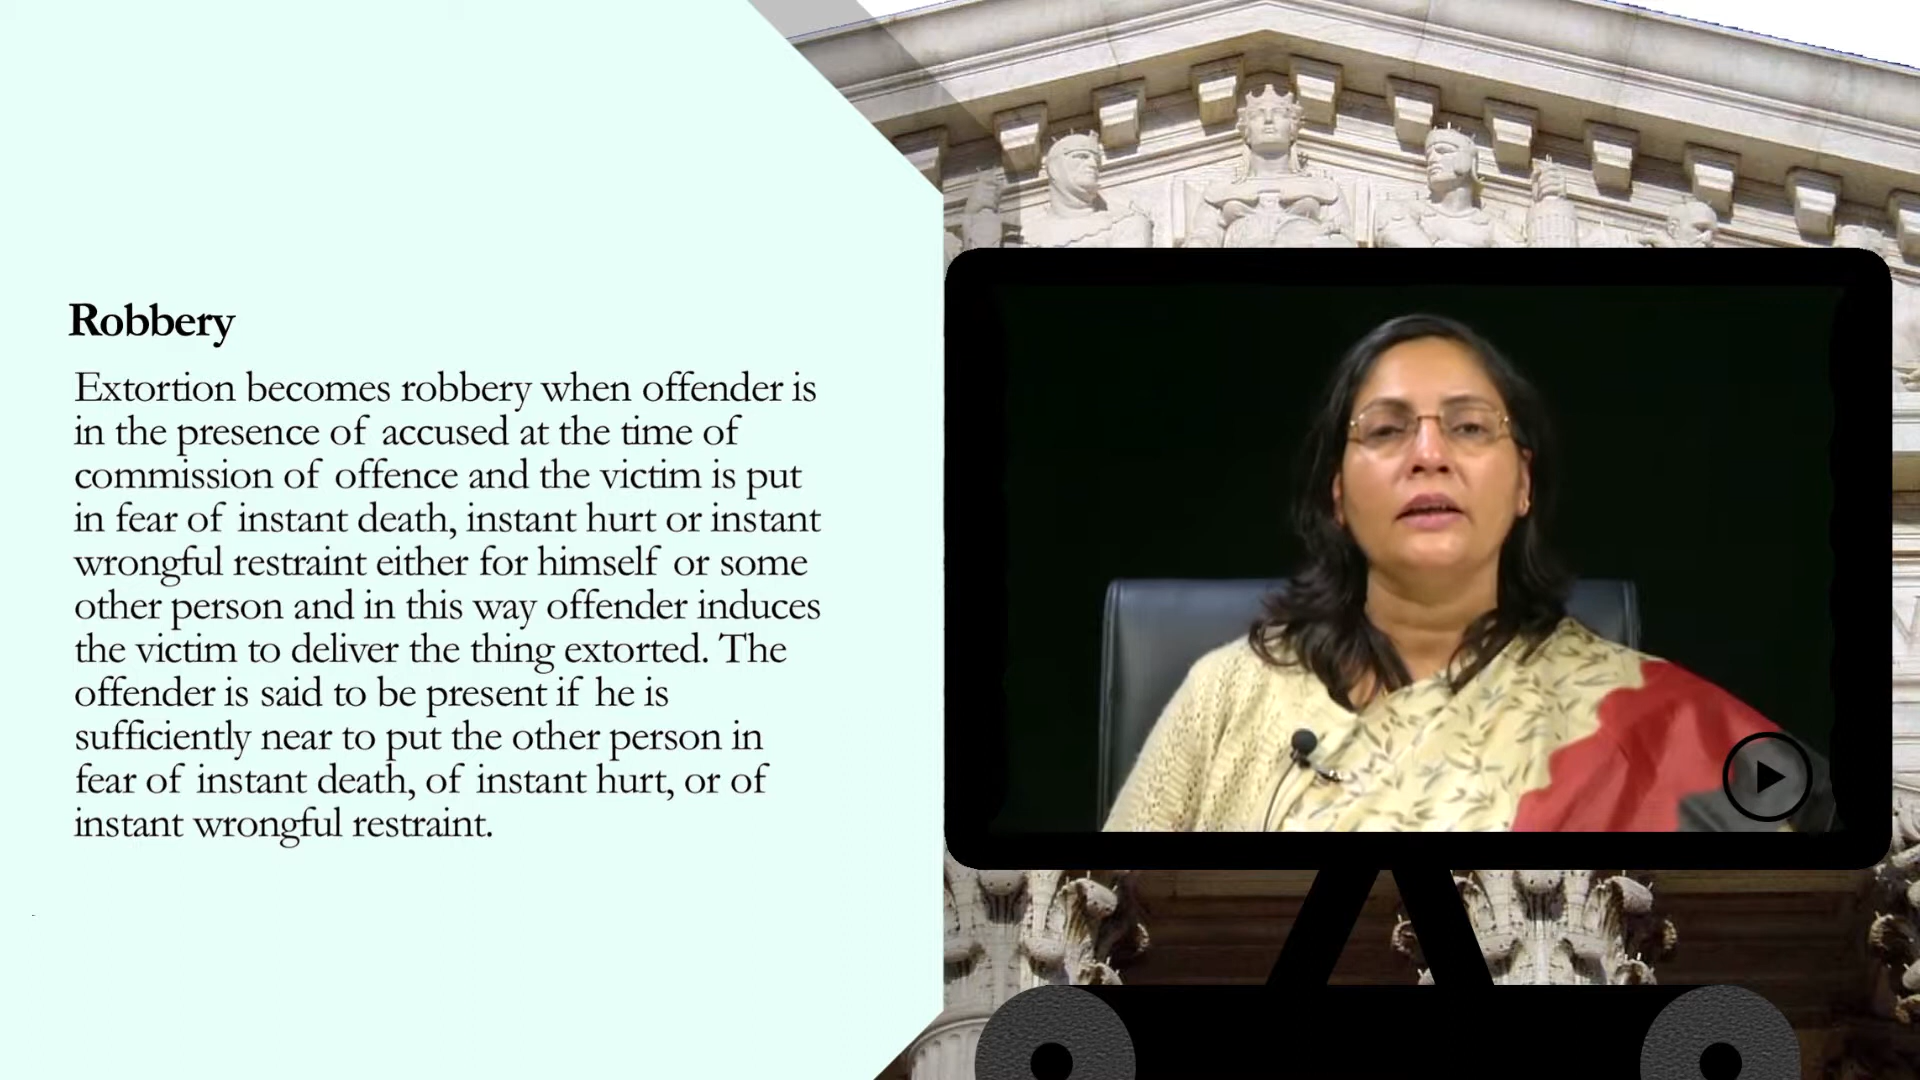 Robbery
Extortion becomes robbery when offender is
in the presence of accused at the time of
commission of offence and the victim is put
in fear of instant death, instant hurt or instant
wrongful restraint either for himself or some
other person and in this way offender induces
the victim to deliver the thing extorted. The
offender is said to be present if he is
sufficiently near to put the other person in
fear of instant death, of instant hurt, or of
instant wrongful restraint.